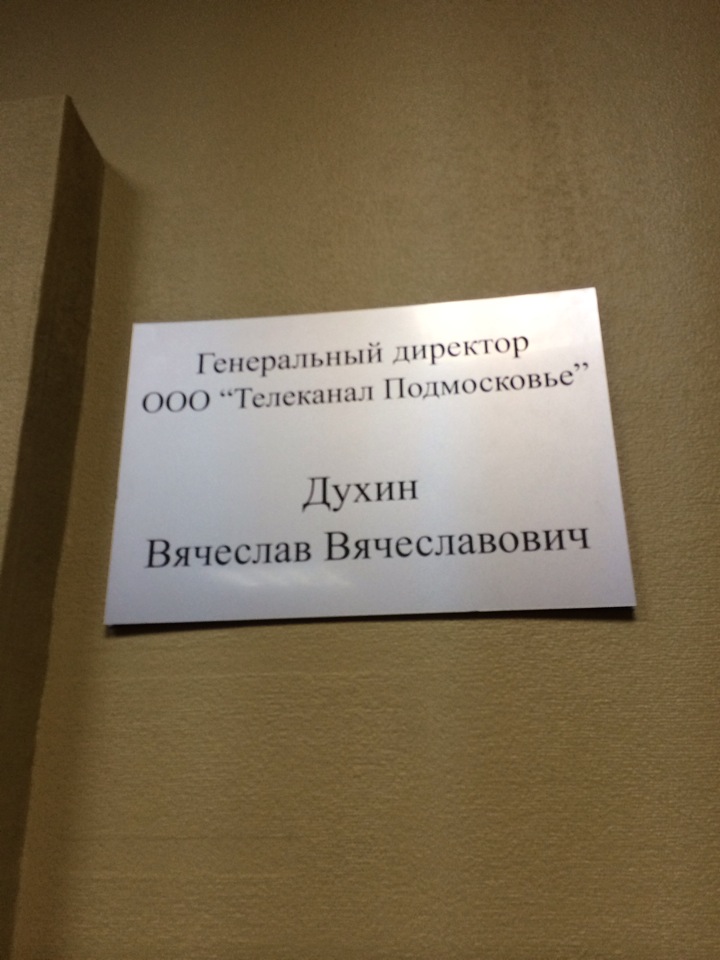 Генеральный директор
ООО “Телеканал Подмосковье”
Духин
Вячеслав Вячеславович